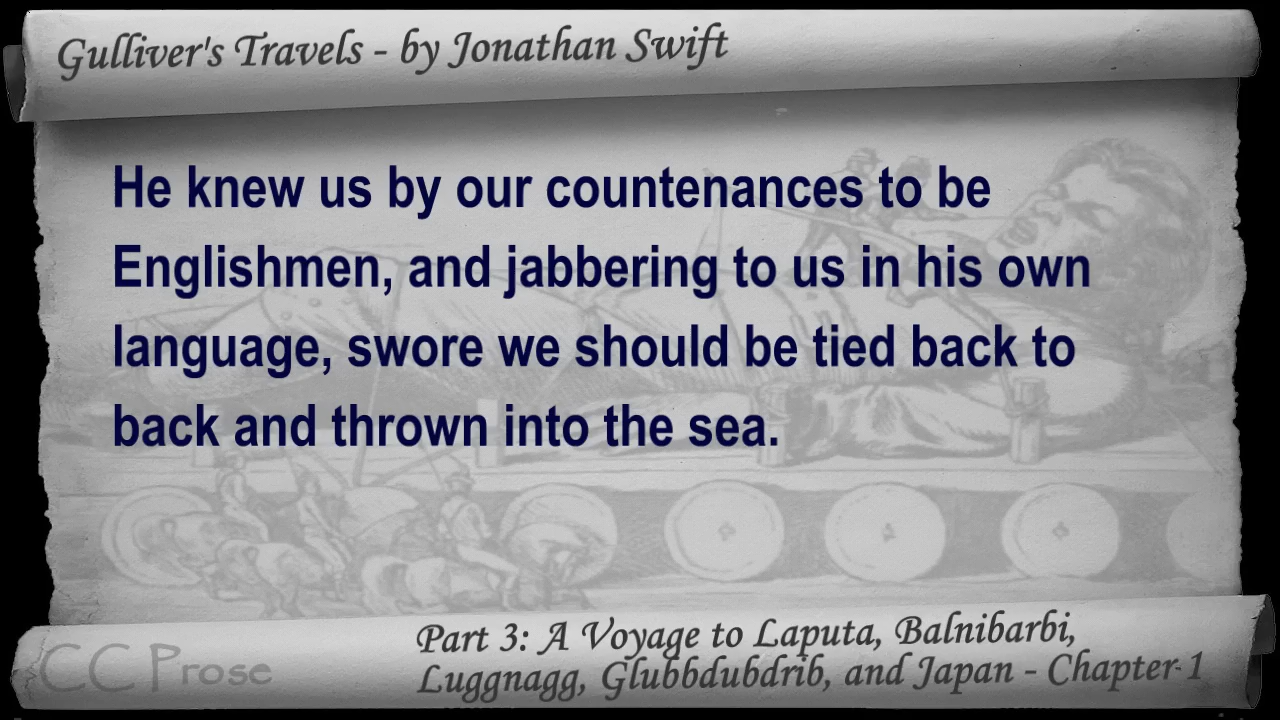 Gulliver's Travels - by Jonathan Swift
He knew us by our countenances to be
Englishmen, and jabbering to us in his own
language, swore we should be tied back to
back and thrown into the sea.
CC Prose
Part 3: A Voyage to Laputa, Balnibarbi,
Luggnagg, Glubbdubdrib, and Japan - Chapter 1